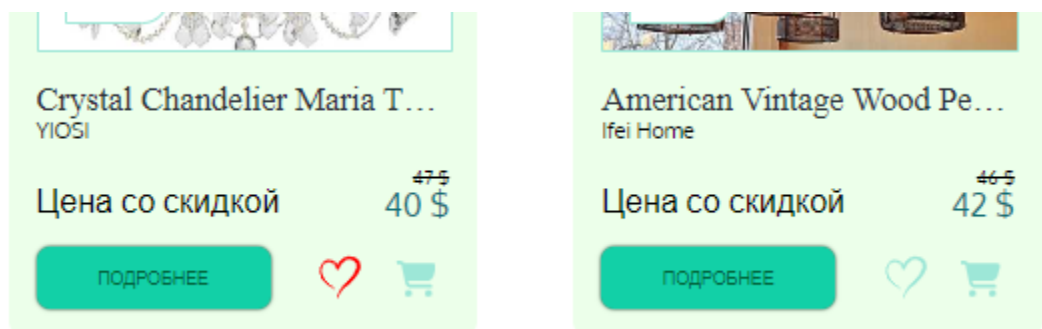 Crystal Chandelier Maria T...
YIOSI
47 $
Цена со скидкой
40 $
ПОДРОБНЕЕ
American Vintage Wood Pe...
Ifei Home
46 $
Цена со скидкой
42 $
ПОДРОБНЕЕ